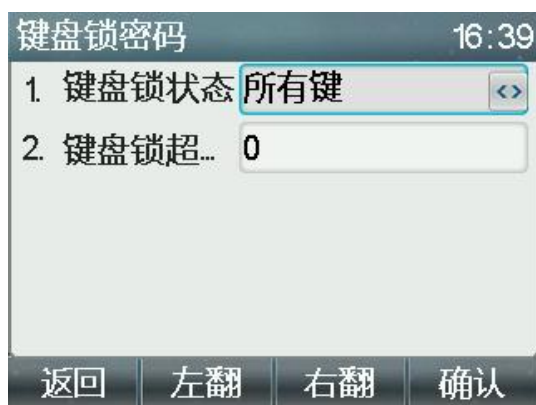 键盘锁密码 16:39
1. 键盘锁状态 所有键 <>
2. 键盘锁超... 0
返回 左翻 右翻 确认